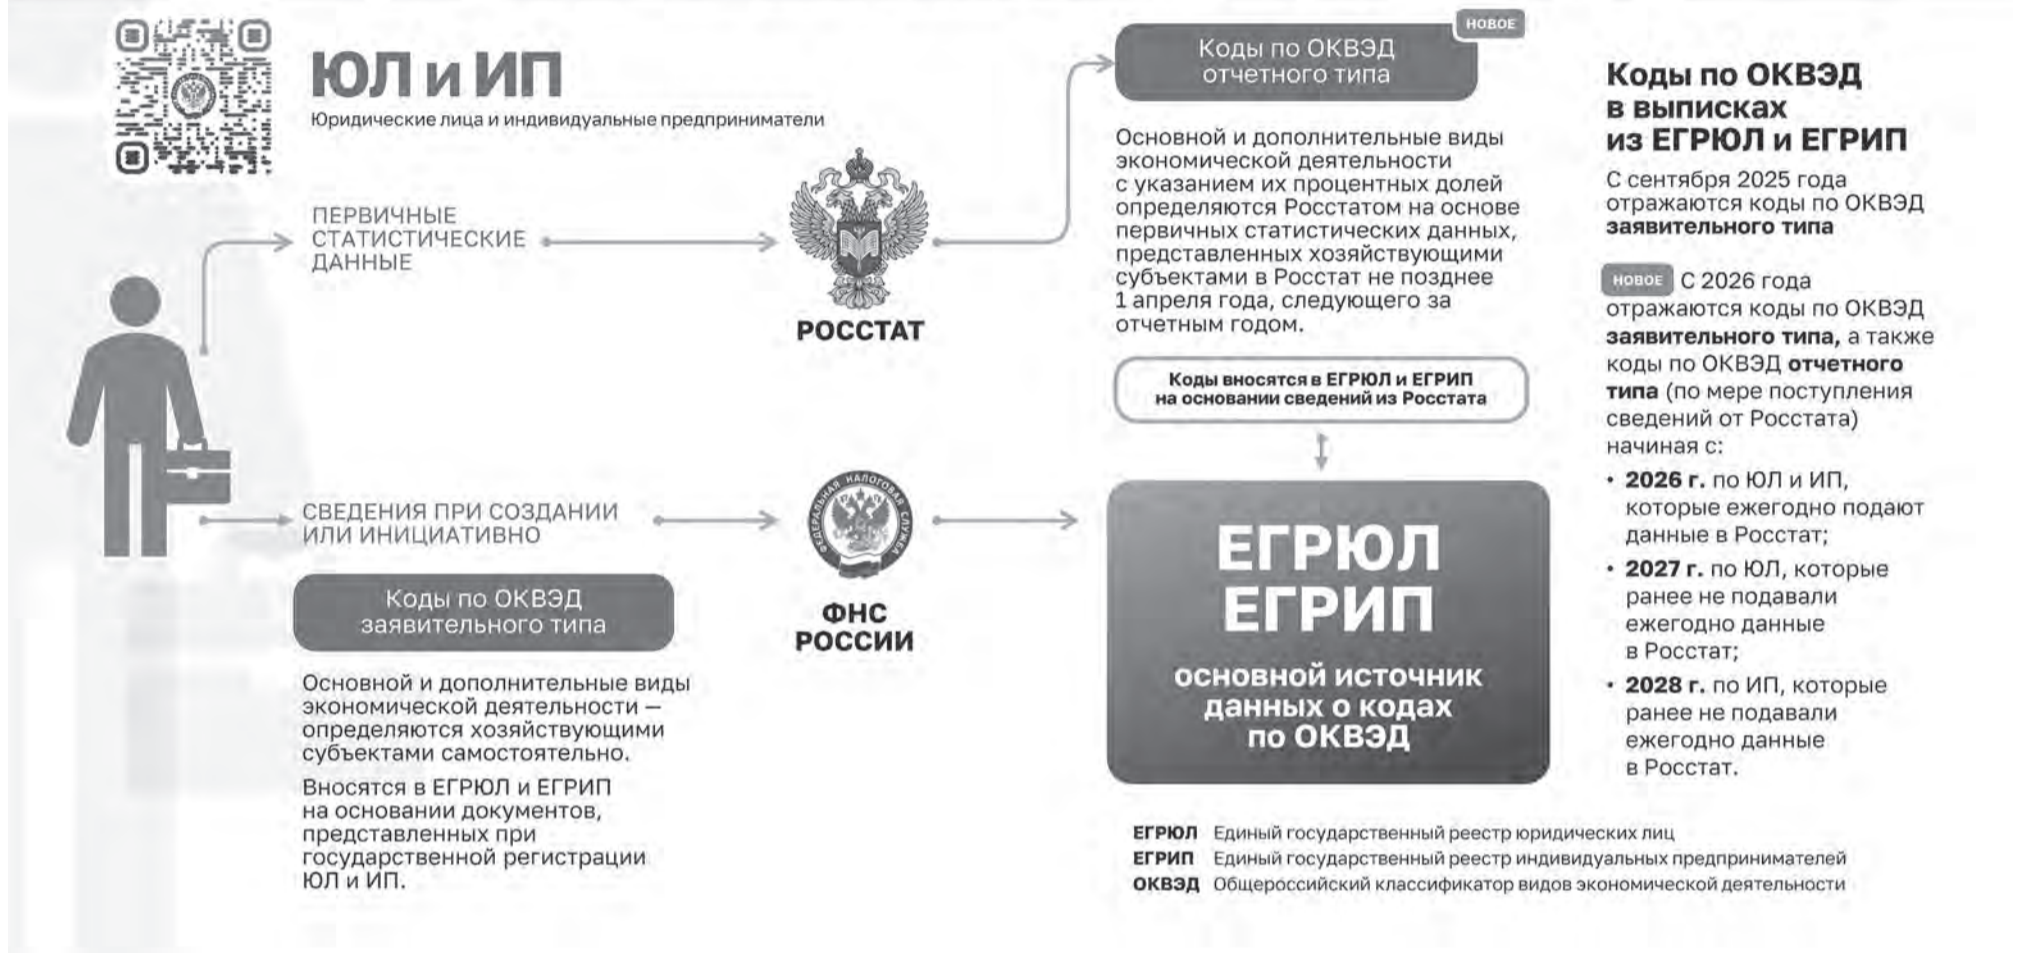 ЮЛ и ИП
Юридические лица и индивидуальные предприниматели
ПЕРВИЧНЫЕ
СТАТИСТИЧЕСКИЕ
ДАННЫЕ
РОССТАТ
НОВОЕ
Коды по ОКВЭД
отчетного типа
Основной и дополнительные виды
экономической деятельности
с указанием их процентных долей
определяются Росстатом на основе
первичных статистических данных,
представленных хозяйствующими
субъектами в Росстат не позднее
1 апреля года, следующего за
отчетным годом.
Коды вносятся в ЕГРЮЛ и ЕГРИП
на основании сведений из Росстата
СВЕДЕНИЯ ПРИ СОЗДАНИИ
ИЛИ ИНИЦИАТИВНО
Коды по ОКВЭД
заявительного типа
Основной и дополнительные виды
экономической деятельности —
определяются хозяйствующими
субъектами самостоятельно.
Вносятся в ЕГРЮЛ и ЕГРИП
на основании документов,
представленных при
государственной регистрации
ЮЛ и ИП.
ФЕДЕРАЛЬНАЯ НАЛОГОВАЯ СЛУЖБА
ФНС
РОССИИ
ЕГРЮЛ
ЕГРИП
основной источник
данных о кодах
по ОКВЭД
Коды по ОКВЭД
в выписках
из ЕГРЮЛ и ЕГРИП
С сентября 2025 года
отражаются коды по ОКВЭД
заявительного типа
НОВОЕ С 2026 года
отражаются коды по ОКВЭД
заявительного типа, а также
коды по ОКВЭД отчетного
типа (по мере поступления
сведений от Росстата)
начиная с:
• 2026 г. по ЮЛ и ИП,
которые ежегодно подают
данные в Росстат;
• 2027 г. по ЮЛ, которые
ранее не подавали
ежегодно данные
в Росстат;
• 2028 г. по ИП, которые
ранее не подавали
ежегодно данные
в Росстат.
ЕГРЮЛ Единый государственный реестр юридических лиц
ЕГРИП Единый государственный реестр индивидуальных предпринимателей
ОКВЭД Общероссийский классификатор видов экономической деятельности